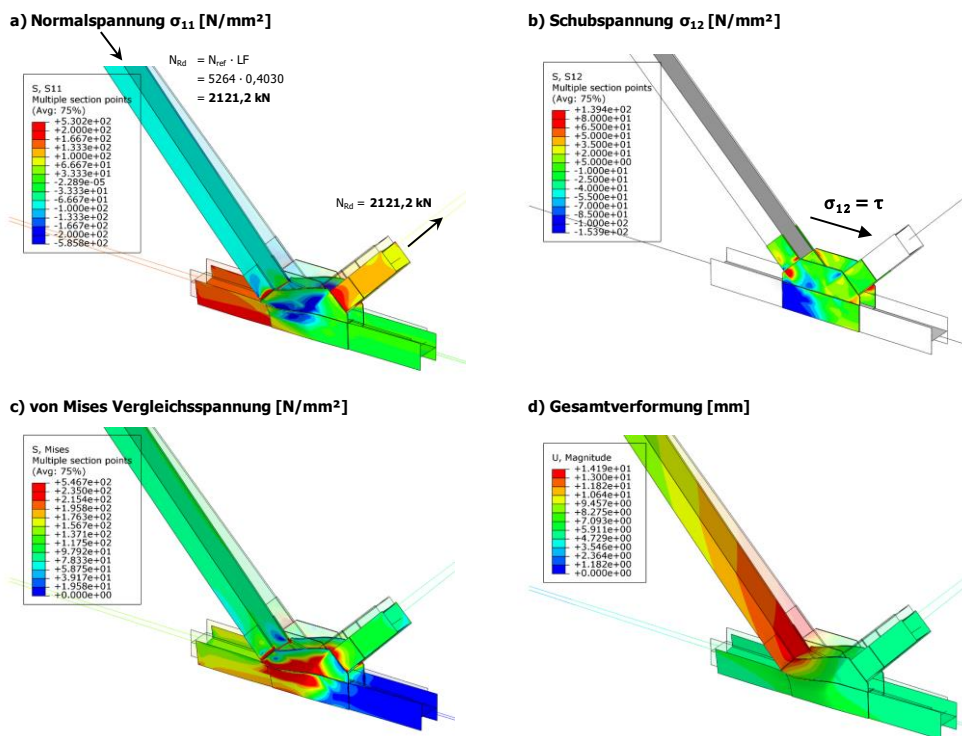 a) Normalspannung σ11 [N/mm²]
NRd = Nref · LF
= 5264 · 0,4030
= 2121,2 kN
S, S11
Multiple section points
(Avg: 75%)
+5.302e+02
+2.000e+02
+1.667e+02
+1.333e+02
+1.000e+02
+6.667e+01
+3.333e+01
-2.289e-05
-3.333e+01
-6.667e+01
-1.000e+02
-1.333e+02
-1.667e+02
-2.000e+02
-5.858e+02
NRd = 2121,2 kN
b) Schubspannung σ12 [N/mm²]
S, S12
Multiple section points
(Avg: 75%)
+1.394e+02
+8.000e+01
+6.500e+01
+5.000e+01
+3.500e+01
+2.000e+01
+5.000e+00
-1.000e+01
-2.500e+01
-4.000e+01
-5.500e+01
-7.000e+01
-8.500e+01
-1.000e+02
-1.539e+02
σ12 = τ
c) von Mises Vergleichsspannung [N/mm²]
S, Mises
Multiple section points
(Avg: 75%)
+5.467e+02
+2.350e+02
+2.154e+02
+1.958e+02
+1.763e+02
+1.567e+02
+1.371e+02
+1.175e+02
+9.792e+01
+7.833e+01
+5.875e+01
+3.917e+01
+1.958e+01
+0.000e+00
d) Gesamtverformung [mm]
U, Magnitude
+1.419e+01
+1.300e+01
+1.182e+01
+1.064e+01
+9.457e+00
+8.275e+00
+7.093e+00
+5.911e+00
+4.729e+00
+3.546e+00
+2.364e+00
+1.182e+00
+0.000e+00